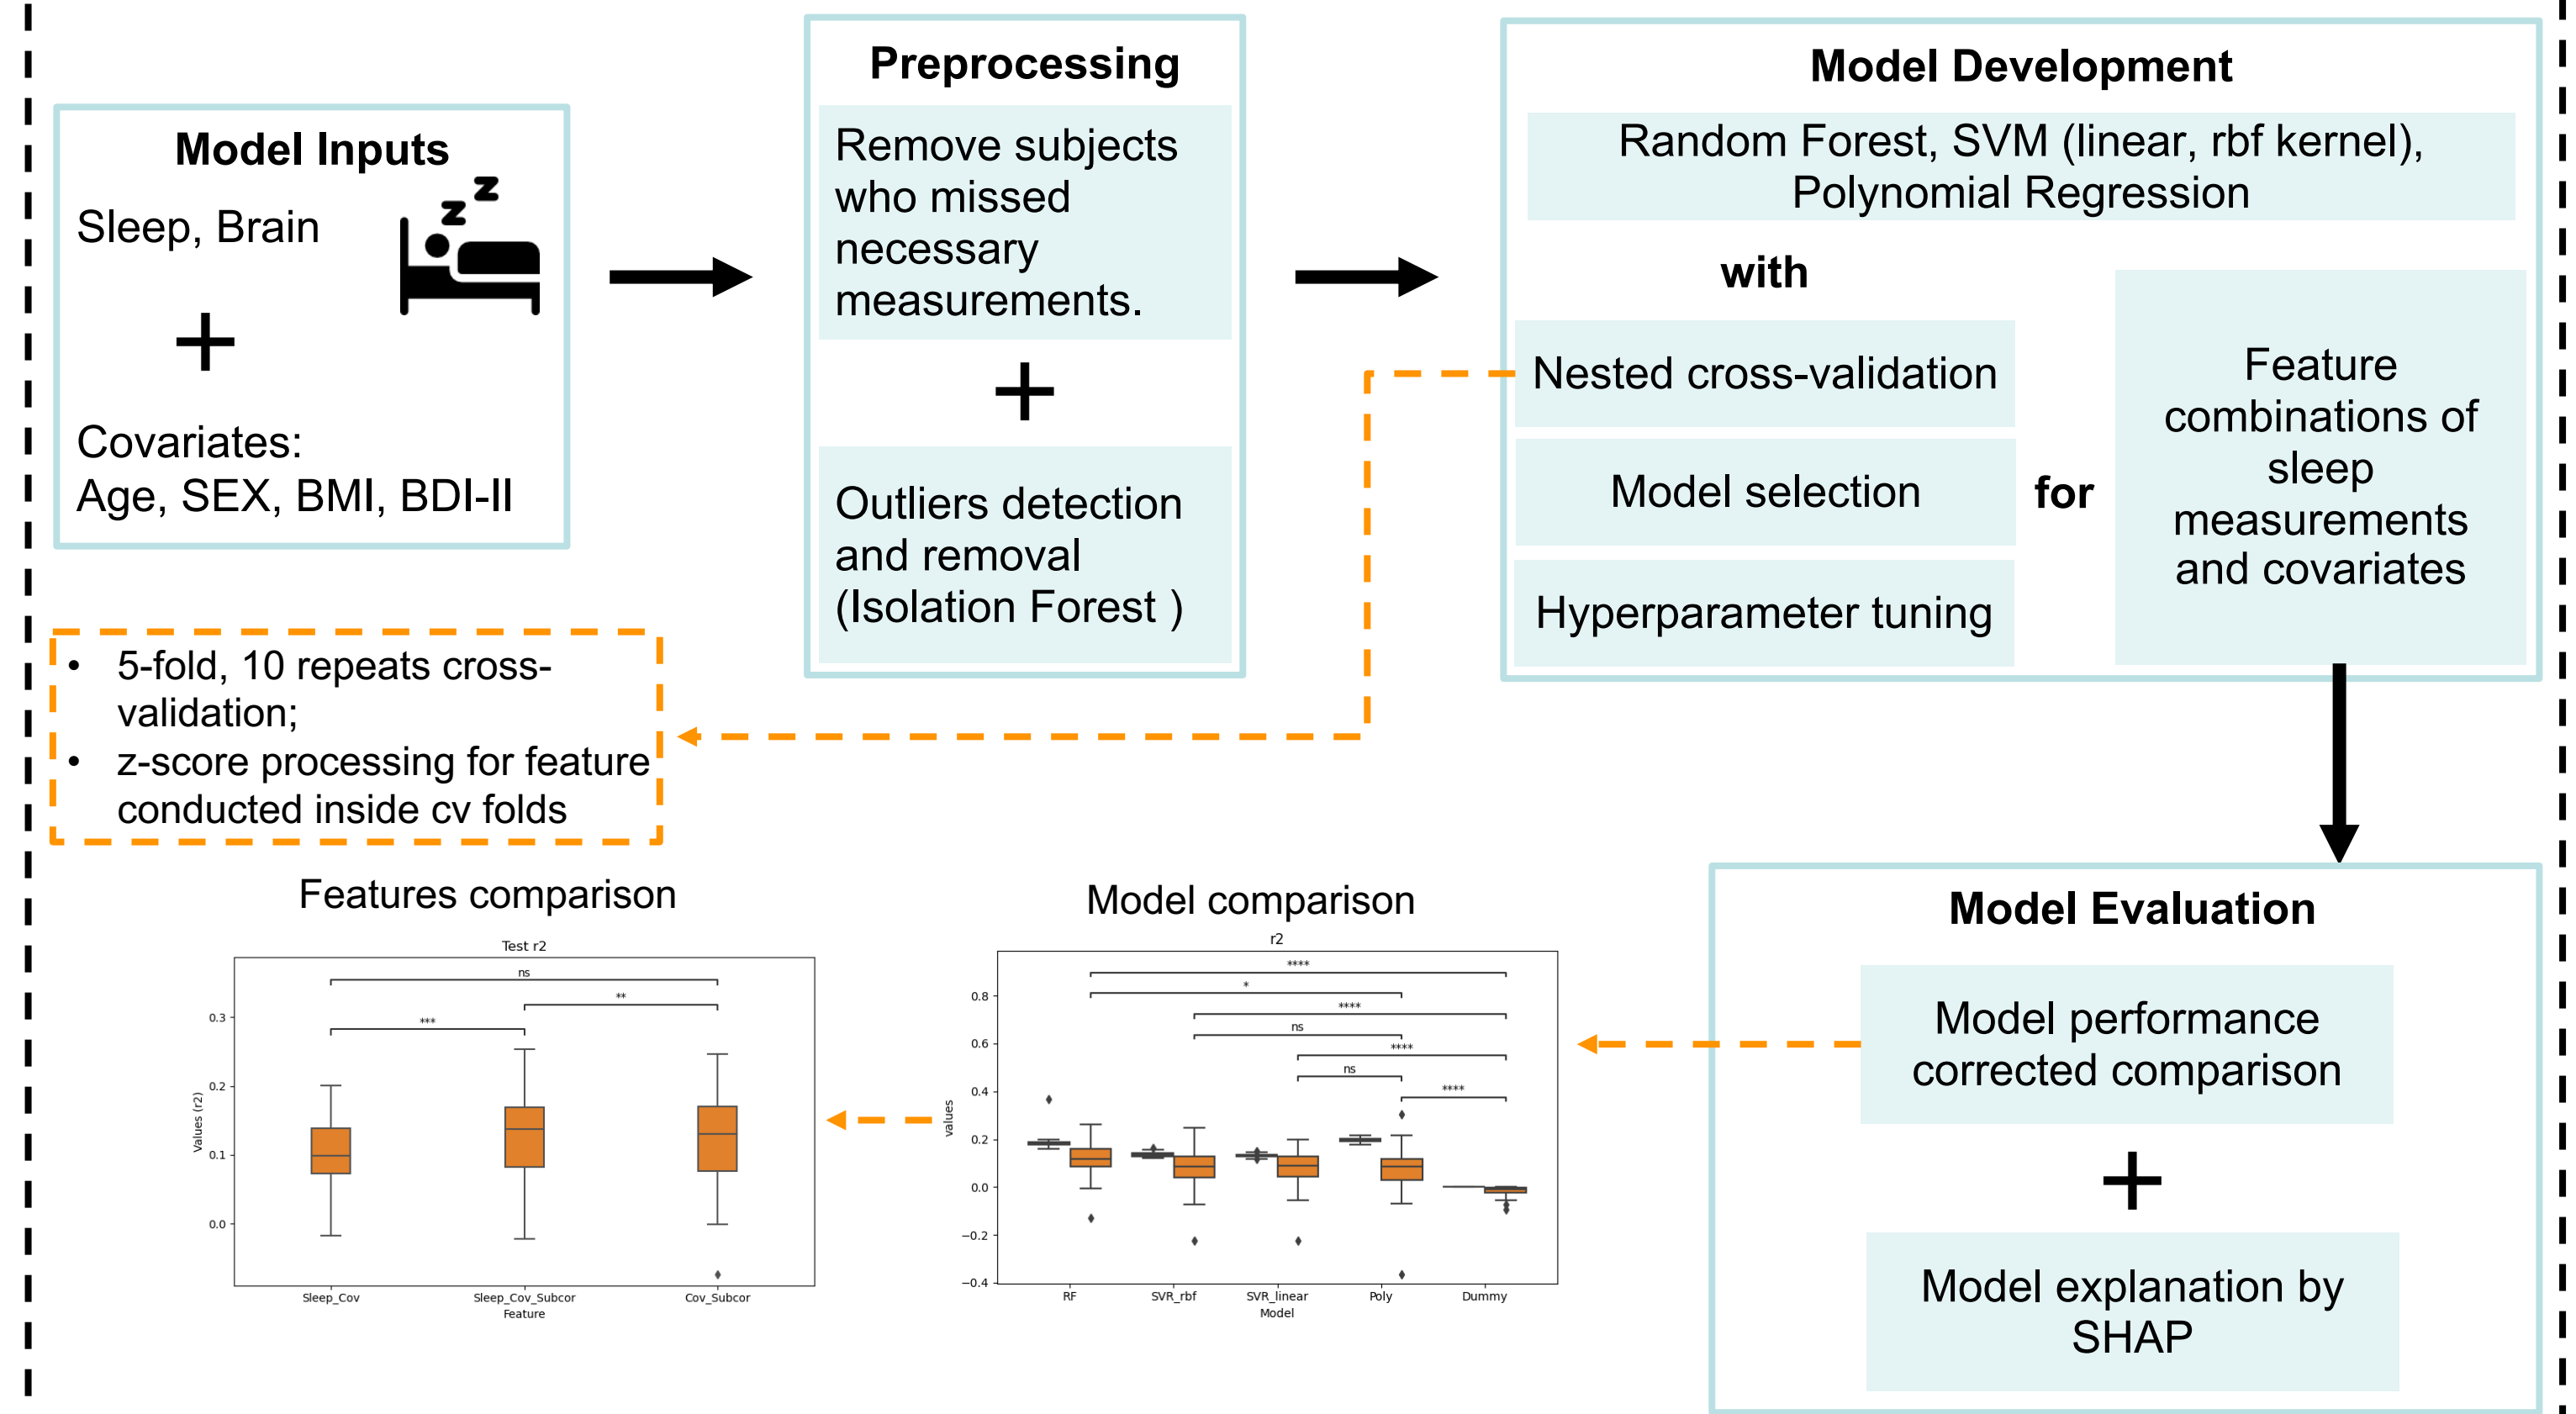 Model Inputs
Sleep, Brain
z
z
+
Covariates:
Age, SEX, BMI, BDI-II
Preprocessing
Remove subjects
who missed
necessary
measurements.
+
Outliers detection
and removal
(Isolation Forest )
Model Development
Random Forest, SVM (linear, rbf kernel),
Polynomial Regression
with
Nested cross-validation
Model selection
Hyperparameter tuning
for
Feature
combinations of
sleep
measurements
and covariates
• 5-fold, 10 repeats cross-
validation;
• z-score processing for feature
conducted inside cv folds
Features comparison
Test r2
ns
**
***
Values (r2)
0.3
0.2
0.1
0.0
Sleep_Cov Sleep_Cov_Subcor Cov_Subcor
Feature
Model comparison
r2
****
*
****
ns
****
ns
****
values
0.8
0.6
0.4
0.2
0.0
−0.2
−0.4
RF SVR_rbf SVR_linear Poly Dummy
Model
Model Evaluation
Model performance
corrected comparison
+
Model explanation by
SHAP